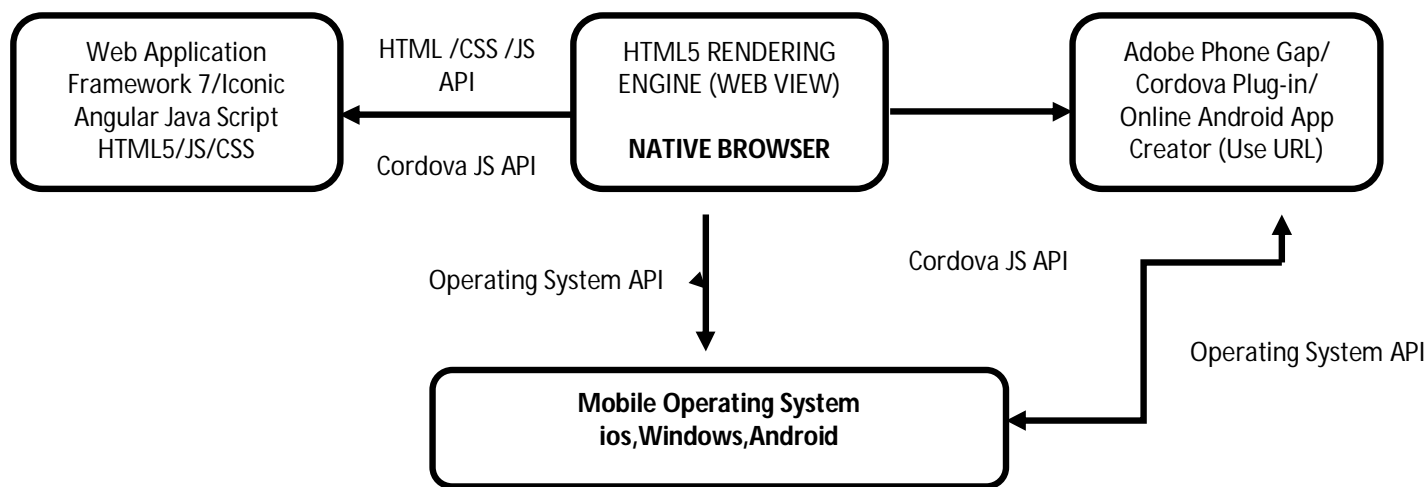 Web Application
Framework 7/Iconic
Angular Java Script
HTML5/JS/CSS
HTML /CSS /JS
API
Cordova JS API
HTML5 RENDERING
ENGINE (WEB VIEW)
NATIVE BROWSER
Adobe Phone Gap/
Cordova Plug-in/
Online Android App
Creator (Use URL)
Operating System API
Cordova JS API
Operating System API
Mobile Operating System
ios,Windows,Android